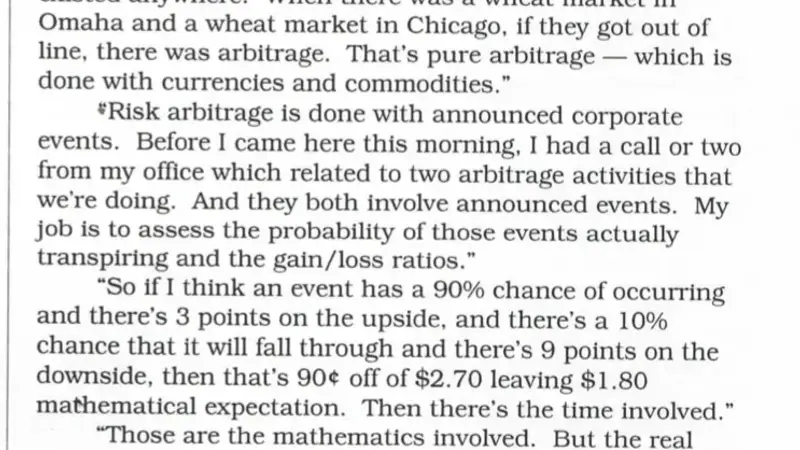 Omaha and a wheat market in Chicago, if they got out of
line, there was arbitrage. That's pure arbitrage — which is
done with currencies and commodities."
"Risk arbitrage is done with announced corporate
events. Before I came here this morning, I had a call or two
from my office which related to two arbitrage activities that
we're doing. And they both involve announced events. My
job is to assess the probability of those events actually
transpiring and the gain/loss ratios."
"So if I think an event has a 90% chance of occurring
and there's 3 points on the upside, and there's a 10%
chance that it will fall through and there's 9 points on the
downside, then that's 90¢ off of $2.70 leaving $1.80
mathematical expectation. Then there's the time involved."
"Those are the mathematics involved. But the real